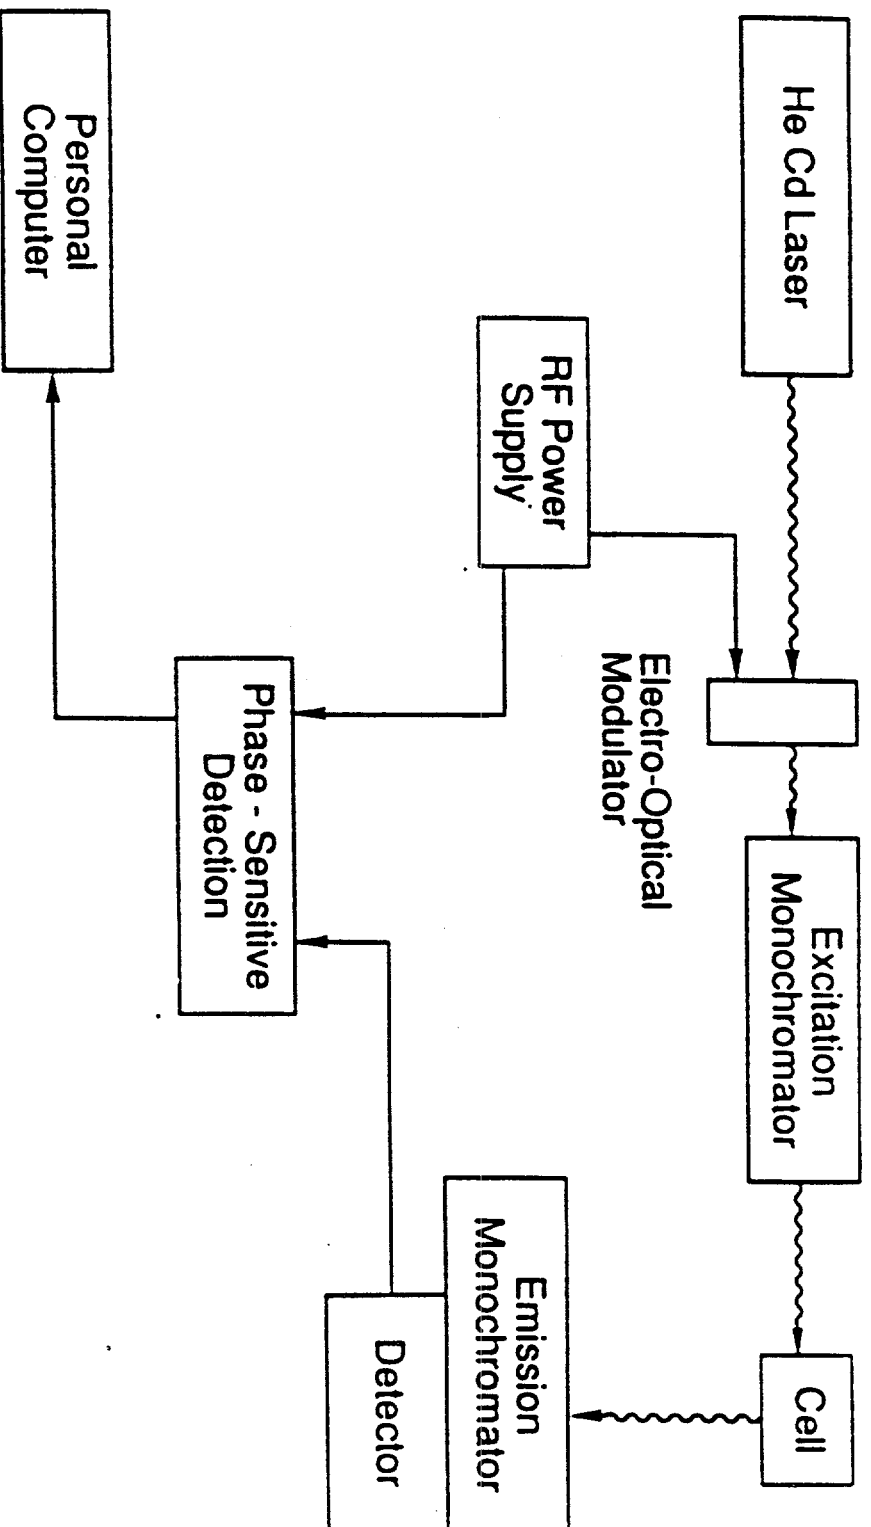 He Cd Laser
Electro-Optical
Modulator
Excitation
Monochromator
Cell
RF Power
Supply
Emission
Monochromator
Detector
Phase - Sensitive
Detection
Personal
Computer